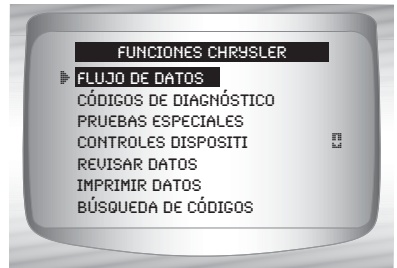 FUNCIONES CHRYSLER
FLUJO DE DATOS
CÓDIGOS DE DIAGNÓSTICO
PRUEBAS ESPECIALES
CONTROLES DISPOSITI
REVISAR DATOS
IMPRIMIR DATOS
BÚSQUEDA DE CÓDIGOS